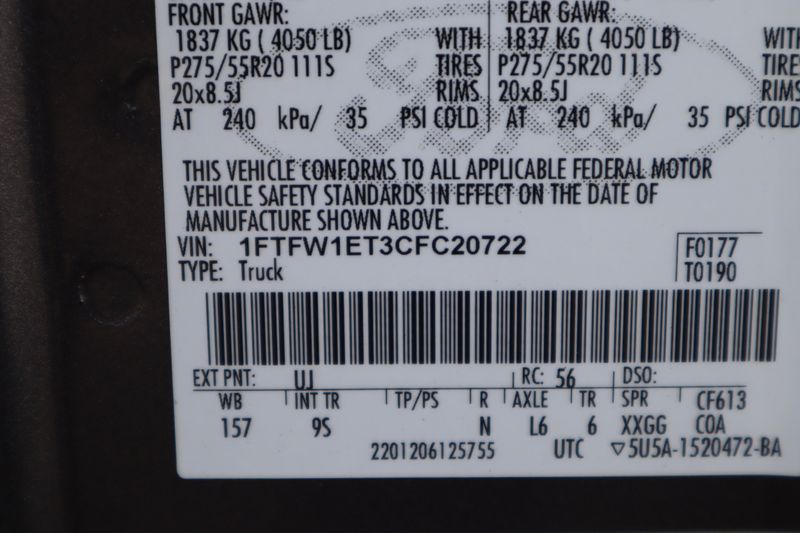 FRONT GAWR: REAR GAWR:
1837 KG ( 4050 LB) WITH 1837 KG ( 4050 LB) WITH
P275/55R20 111S TIRES P275/55R20 111S TIRES
20x8.5J RIMS 20x8.5J RIMS
AT 240 kPa/ 35 PSI COLD AT 240 kPa/ 35 PSI COLD
THIS VEHICLE CONFORMS TO ALL APPLICABLE FEDERAL MOTOR
VEHICLE SAFETY STANDARDS IN EFFECT ON THE DATE OF
MANUFACTURE SHOWN ABOVE.
VIN: 1FTFW1ET3CFC20722 F0177
TYPE: Truck T0190
EXT PNT: UJ RC: 56 DSO:
WB INT TR TP/PS R AXLE TR SPR CF613
157 9S N L6 6 XXGG COA
2201206125755 UTC ▽5U5A-1520472-BA